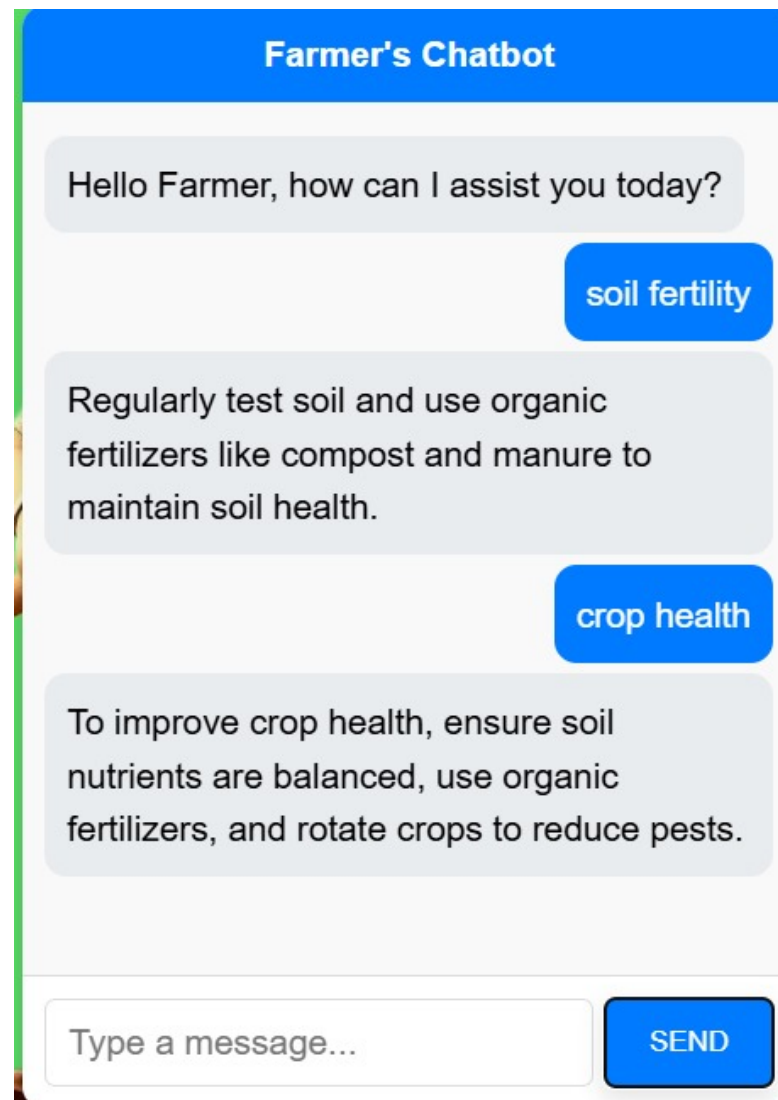 Farmer's Chatbot
Hello Farmer, how can I assist you today?
soil fertility
Regularly test soil and use organic
fertilizers like compost and manure to
maintain soil health.
crop health
To improve crop health, ensure soil
nutrients are balanced, use organic
fertilizers, and rotate crops to reduce pests.
Type a message...
SEND